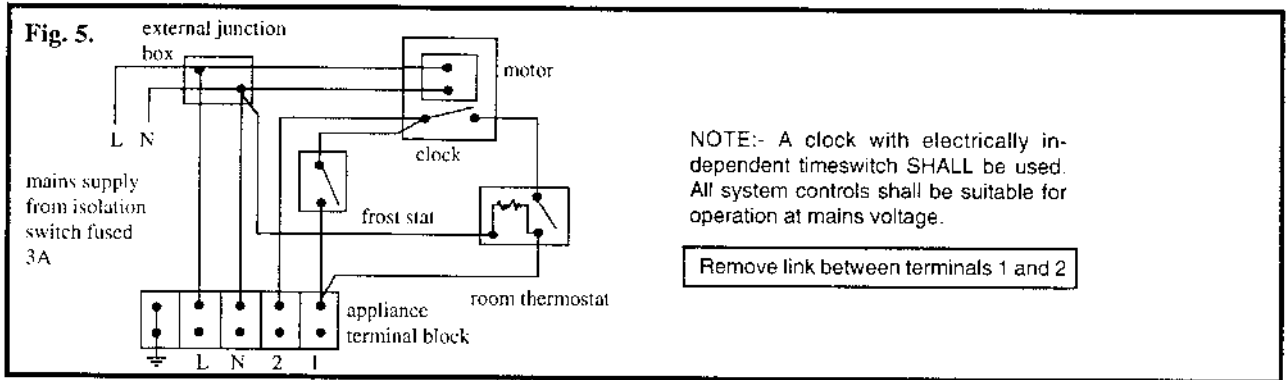 Fig. 5.
external junction
box
motor
L N
clock
mains supply
from isolation
switch fused
3A
frost stat
room thermostat
appliance
terminal block
L N 2 1
NOTE:- A clock with electrically in-
dependent timeswitch SHALL be used.
All system controls shall be suitable for
operation at mains voltage.
Remove link between terminals 1 and 2